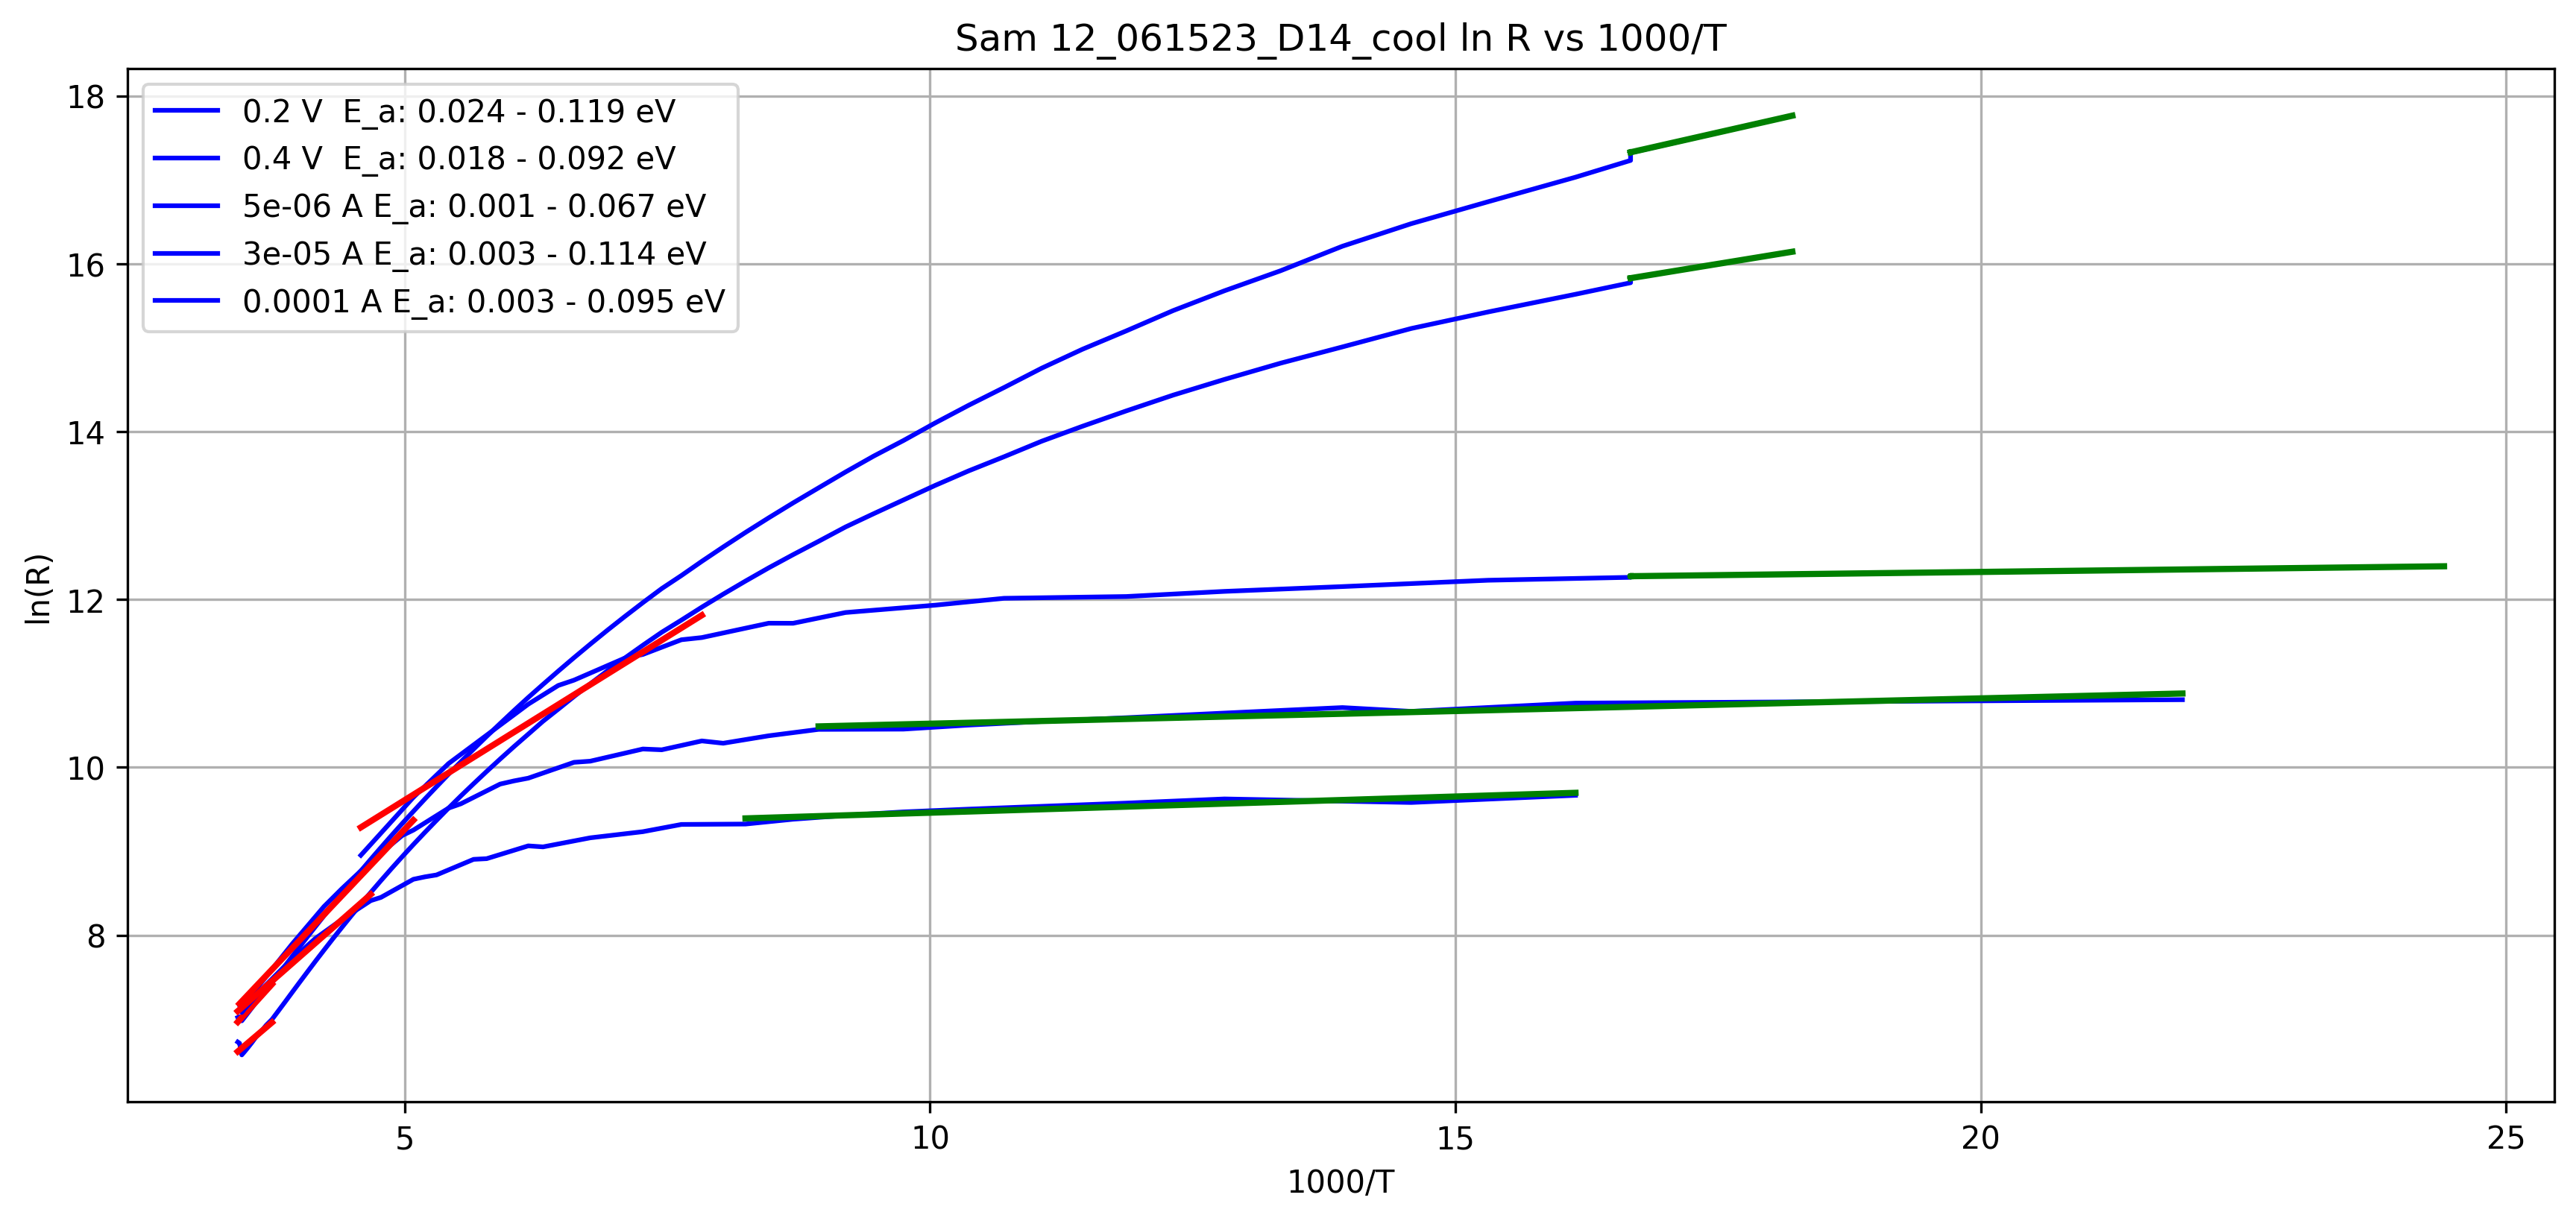 Sam 12_061523_D14_cool ln R vs 1000/T
0.2 V  E_a: 0.024 - 0.119 eV
0.4 V  E_a: 0.018 - 0.092 eV
5e-06 A E_a: 0.001 - 0.067 eV
3e-05 A E_a: 0.003 - 0.114 eV
0.0001 A E_a: 0.003 - 0.095 eV
18
16
14
12
10
8
ln(R)
5
10
15
20
25
1000/T